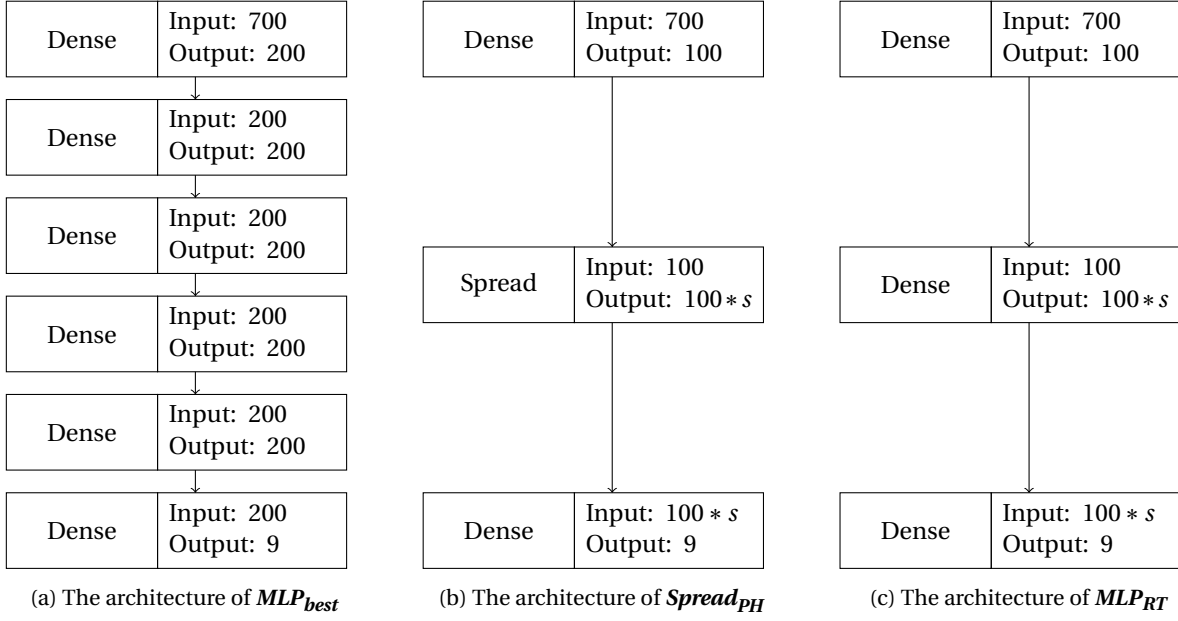 Dense
Input: 700
Output: 200
Dense
Input: 200
Output: 200
Dense
Input: 200
Output: 200
Dense
Input: 200
Output: 200
Dense
Input: 200
Output: 200
Dense
Input: 200
Output: 9
(a) The architecture of MLPbest
Dense
Input: 700
Output: 100
Spread
Input: 100
Output: 100 * s
Dense
Input: 100 * s
Output: 9
(b) The architecture of SpreadPH
Dense
Input: 700
Output: 100
Dense
Input: 100
Output: 100 * s
Dense
Input: 100 * s
Output: 9
(c) The architecture of MLPRT